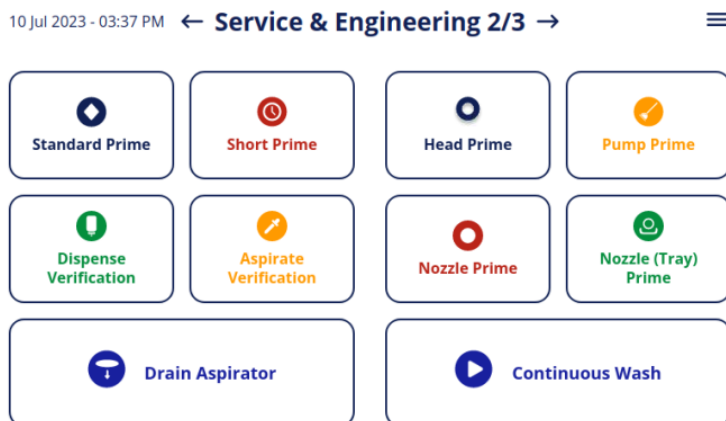 10 Jul 2023 - 03:37 PM ← Service & Engineering 2/3 →
Standard Prime
Short Prime
Head Prime
Pump Prime
Dispense
Verification
Aspirate
Verification
Nozzle Prime
Nozzle (Tray)
Prime
Drain Aspirator
Continuous Wash